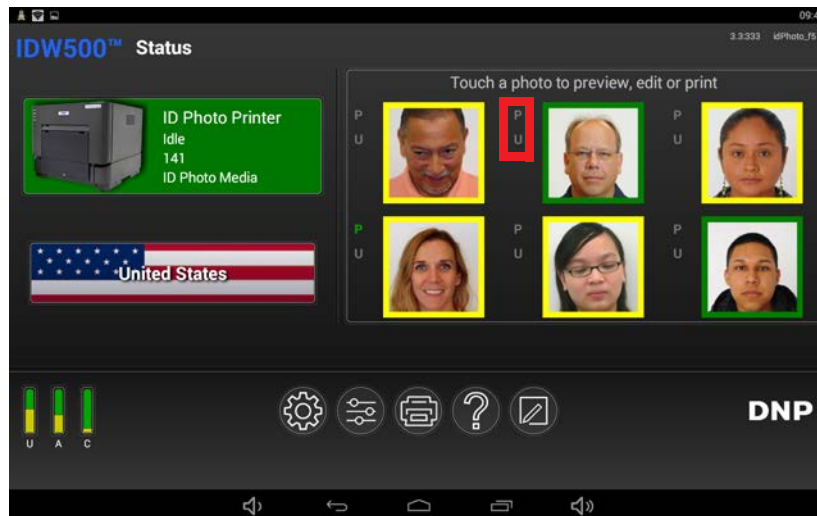 09:4
IDW500™ Status
3.3:333 idPhoto_f5
Touch a photo to preview, edit or print
ID Photo Printer
Idle
141
ID Photo Media
P P P
U U U
United States
P P P
U U U
U A C
DNP